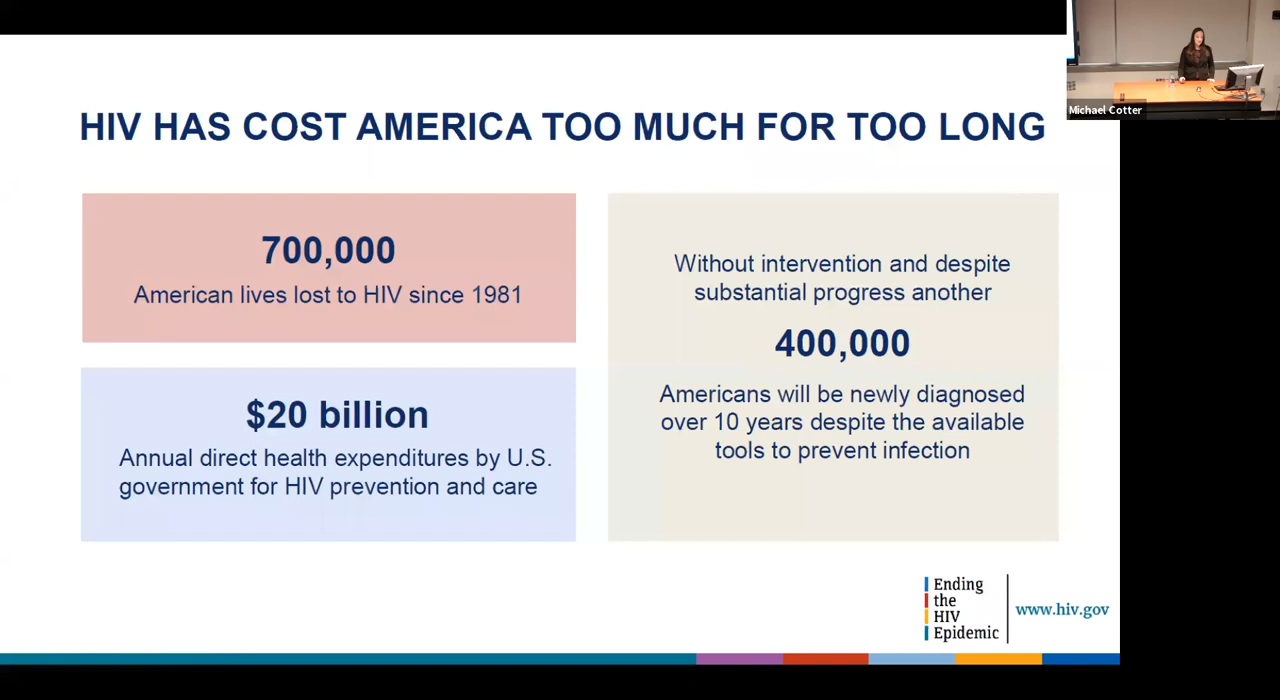 HIV HAS COST AMERICA TOO MUCH FOR TOO LONG
700,000
American lives lost to HIV since 1981
$20 billion
Annual direct health expenditures by U.S.
government for HIV prevention and care
Without intervention and despite
substantial progress another
400,000
Americans will be newly diagnosed
over 10 years despite the available
tools to prevent infection
Ending
the
HIV
Epidemic
www.hiv.gov
Michael Cotter